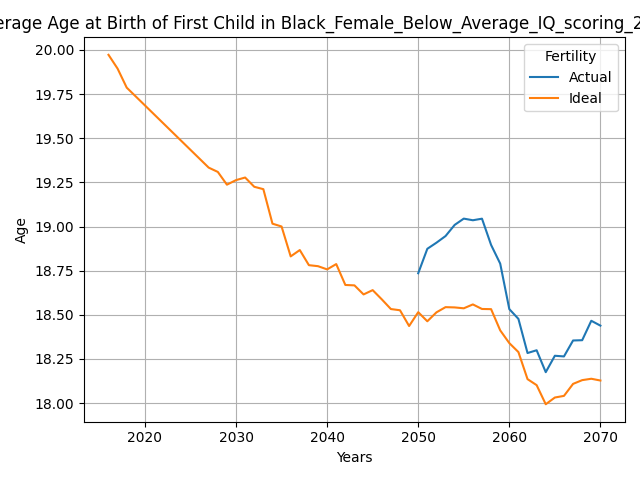 erage Age at Birth of First Child in Black_Female_Below_Average_IQ_scoring_2
Fertility
Actual
Ideal
20.00
19.75
19.50
19.25
19.00
18.75
18.50
18.25
18.00
Age
2020 2030 2040 2050 2060 2070
Years